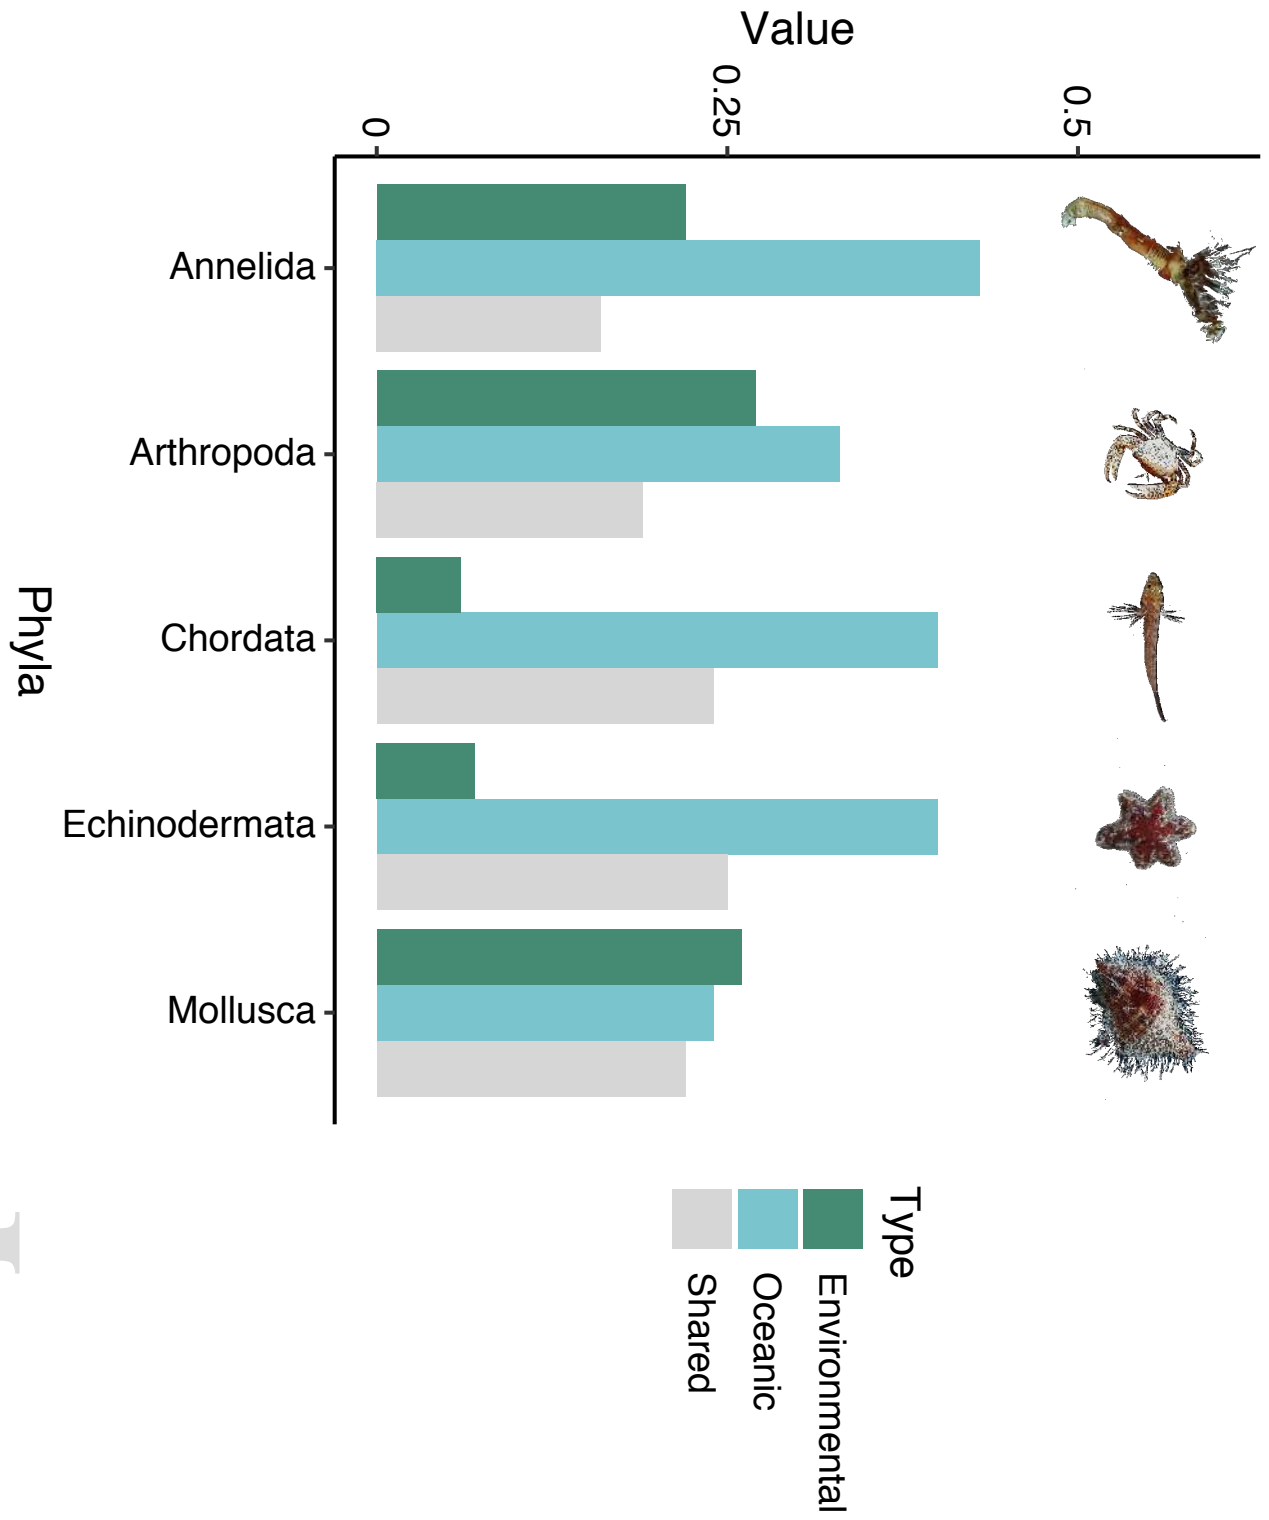 Value
0
0.25
0.5
Annelida
Arthropoda
Chordata
Echinodermata
Mollusca
Phyla
Type
Environmental
Oceanic
Shared